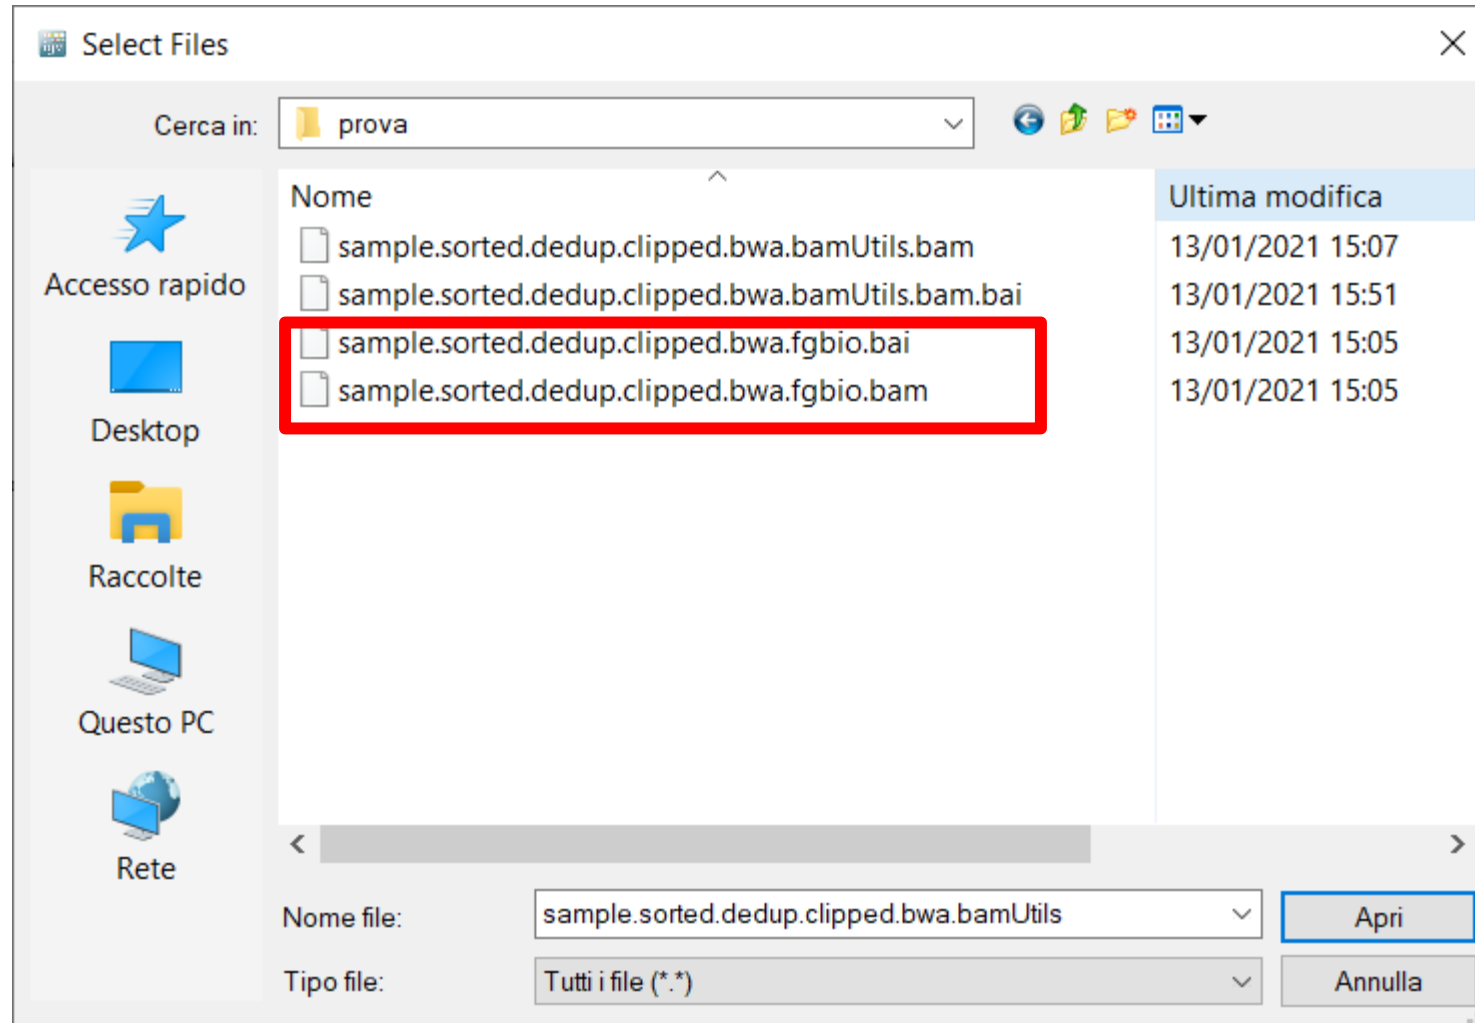 Select Files
Cerca in: prova
Nome Ultima modifica
sample.sorted.dedup.clipped.bwa.bamUtils.bam 13/01/2021 15:07
sample.sorted.dedup.clipped.bwa.bamUtils.bam.bai 13/01/2021 15:51
sample.sorted.dedup.clipped.bwa.fgbio.bai 13/01/2021 15:05
sample.sorted.dedup.clipped.bwa.fgbio.bam 13/01/2021 15:05
Accesso rapido
Desktop
Raccolte
Questo PC
Rete
Nome file: sample.sorted.dedup.clipped.bwa.bamUtils Apri
Tipo file: Tutti i file (*.*) Annulla